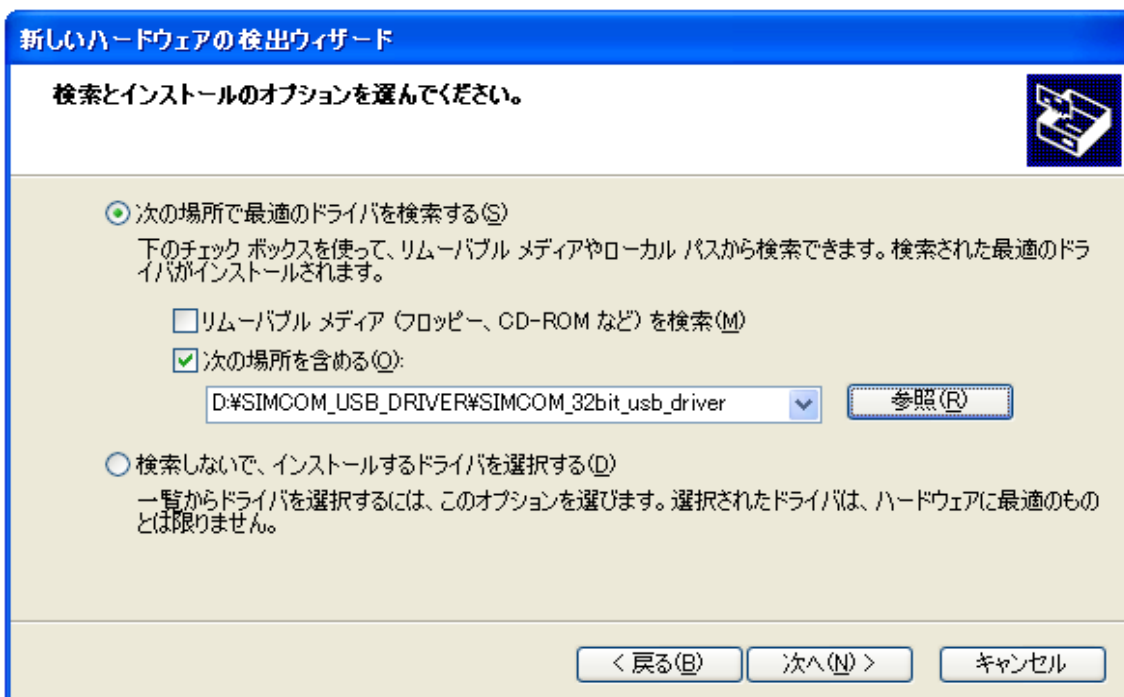 新しいハードウェアの検出ウィザード
検索とインストールのオプションを選んでください。
次の場所で最適のドライバを検索する(S)
下のチェック ボックスを使って、リムーバブル メディアやローカル パスから検索できます。検索された最適のドラ
イバがインストールされます。
リムーバブル メディア (フロッピー、CD-ROM など) を検索(M)
次の場所を含める(O):
D:¥SIMCOM_USB_DRIVER¥SIMCOM_32bit_usb_driver
参照(R)
検索しないで、インストールするドライバを選択する(D)
一覧からドライバを選択するには、このオプションを選びます。選択されたドライバは、ハードウェアに最適のもの
とは限りません。
< 戻る(B) 次へ(N) > キャンセル